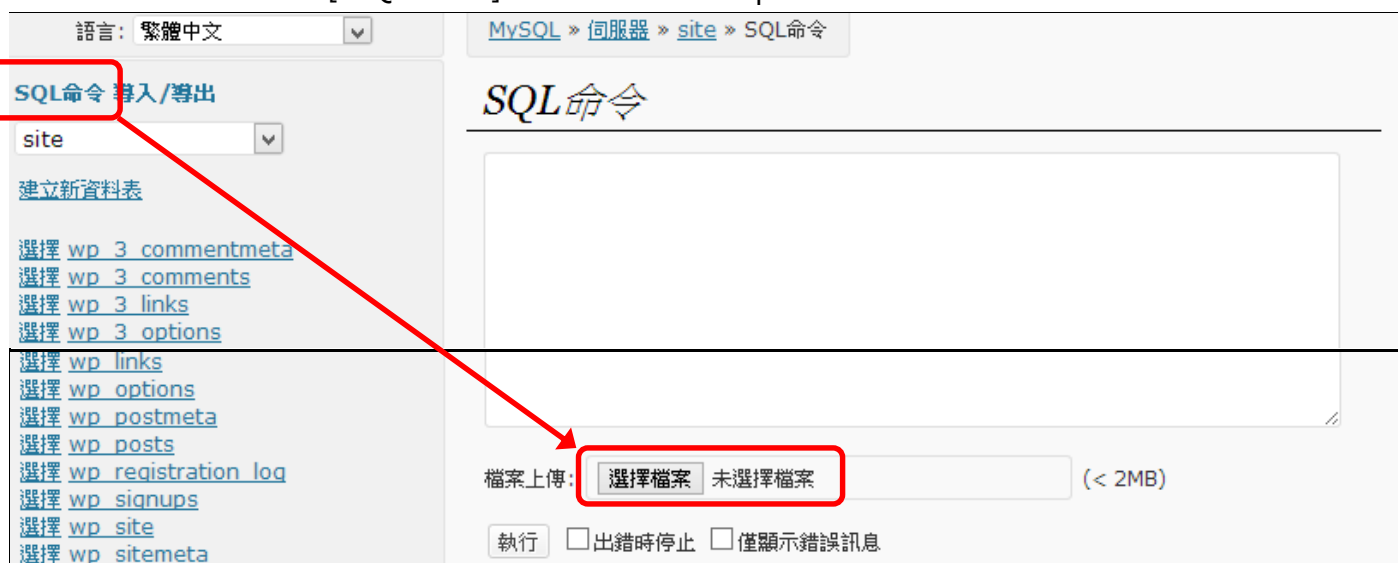 語言: 繁體中文
MySQL » 伺服器 » site » SQL命令
SQL命令 導入/導出
SQL命令
site
建立新資料表
選擇 wp_3_commentmeta
選擇 wp_3_comments
選擇 wp_3_links
選擇 wp_3_options
選擇 wp_links
選擇 wp_options
選擇 wp_postmeta
選擇 wp_posts
選擇 wp_registration_log
選擇 wp_signups
選擇 wp_site
選擇 wp_sitemeta
檔案上傳: 選擇檔案 未選擇檔案 (< 2MB)
執行 出錯時停止 僅顯示錯誤訊息